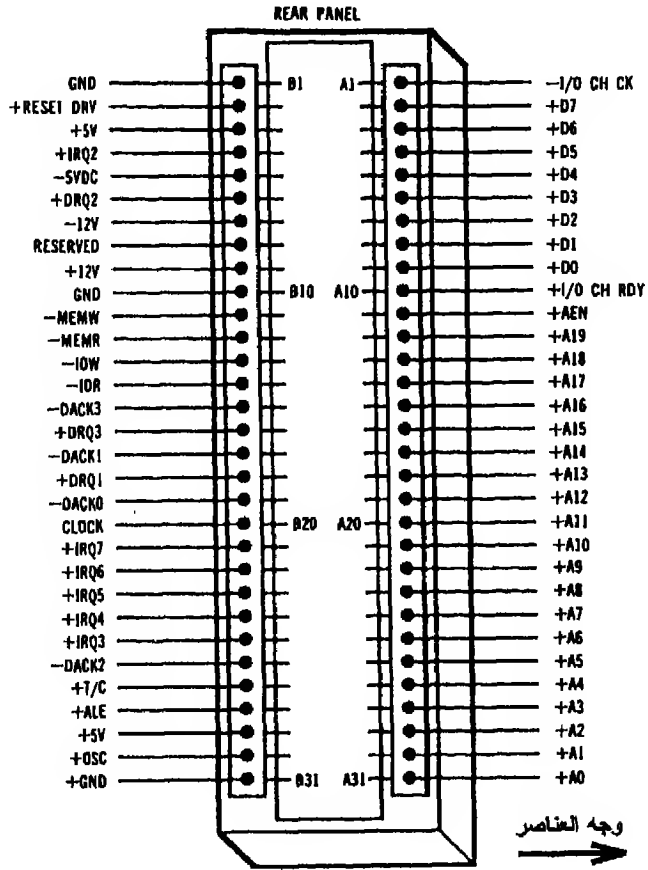 REAR PANEL
GND B1 A1 -I/O CH CK
+RESET DRV +D7
+5V +D6
+IRQ2 +D5
-5VDC +D4
+DRQ2 +D3
-12V +D2
RESERVED +D1
+12V +D0
GND B10 A10 +I/O CH RDY
-MEMW +AEN
-MEMR +A19
-IOW +A18
-IOR +A17
-DACK3 +A16
+DRQ3 +A15
-DACK1 +A14
+DRQ1 +A13
-DACK0 +A12
CLOCK B20 A20 +A11
+IRQ7 +A10
+IRQ6 +A9
+IRQ5 +A8
+IRQ4 +A7
+IRQ3 +A6
-DACK2 +A5
+T/C +A4
+ALE +A3
+5V +A2
+OSC +A1
+GND B31 A31 +A0
وجه العناصر